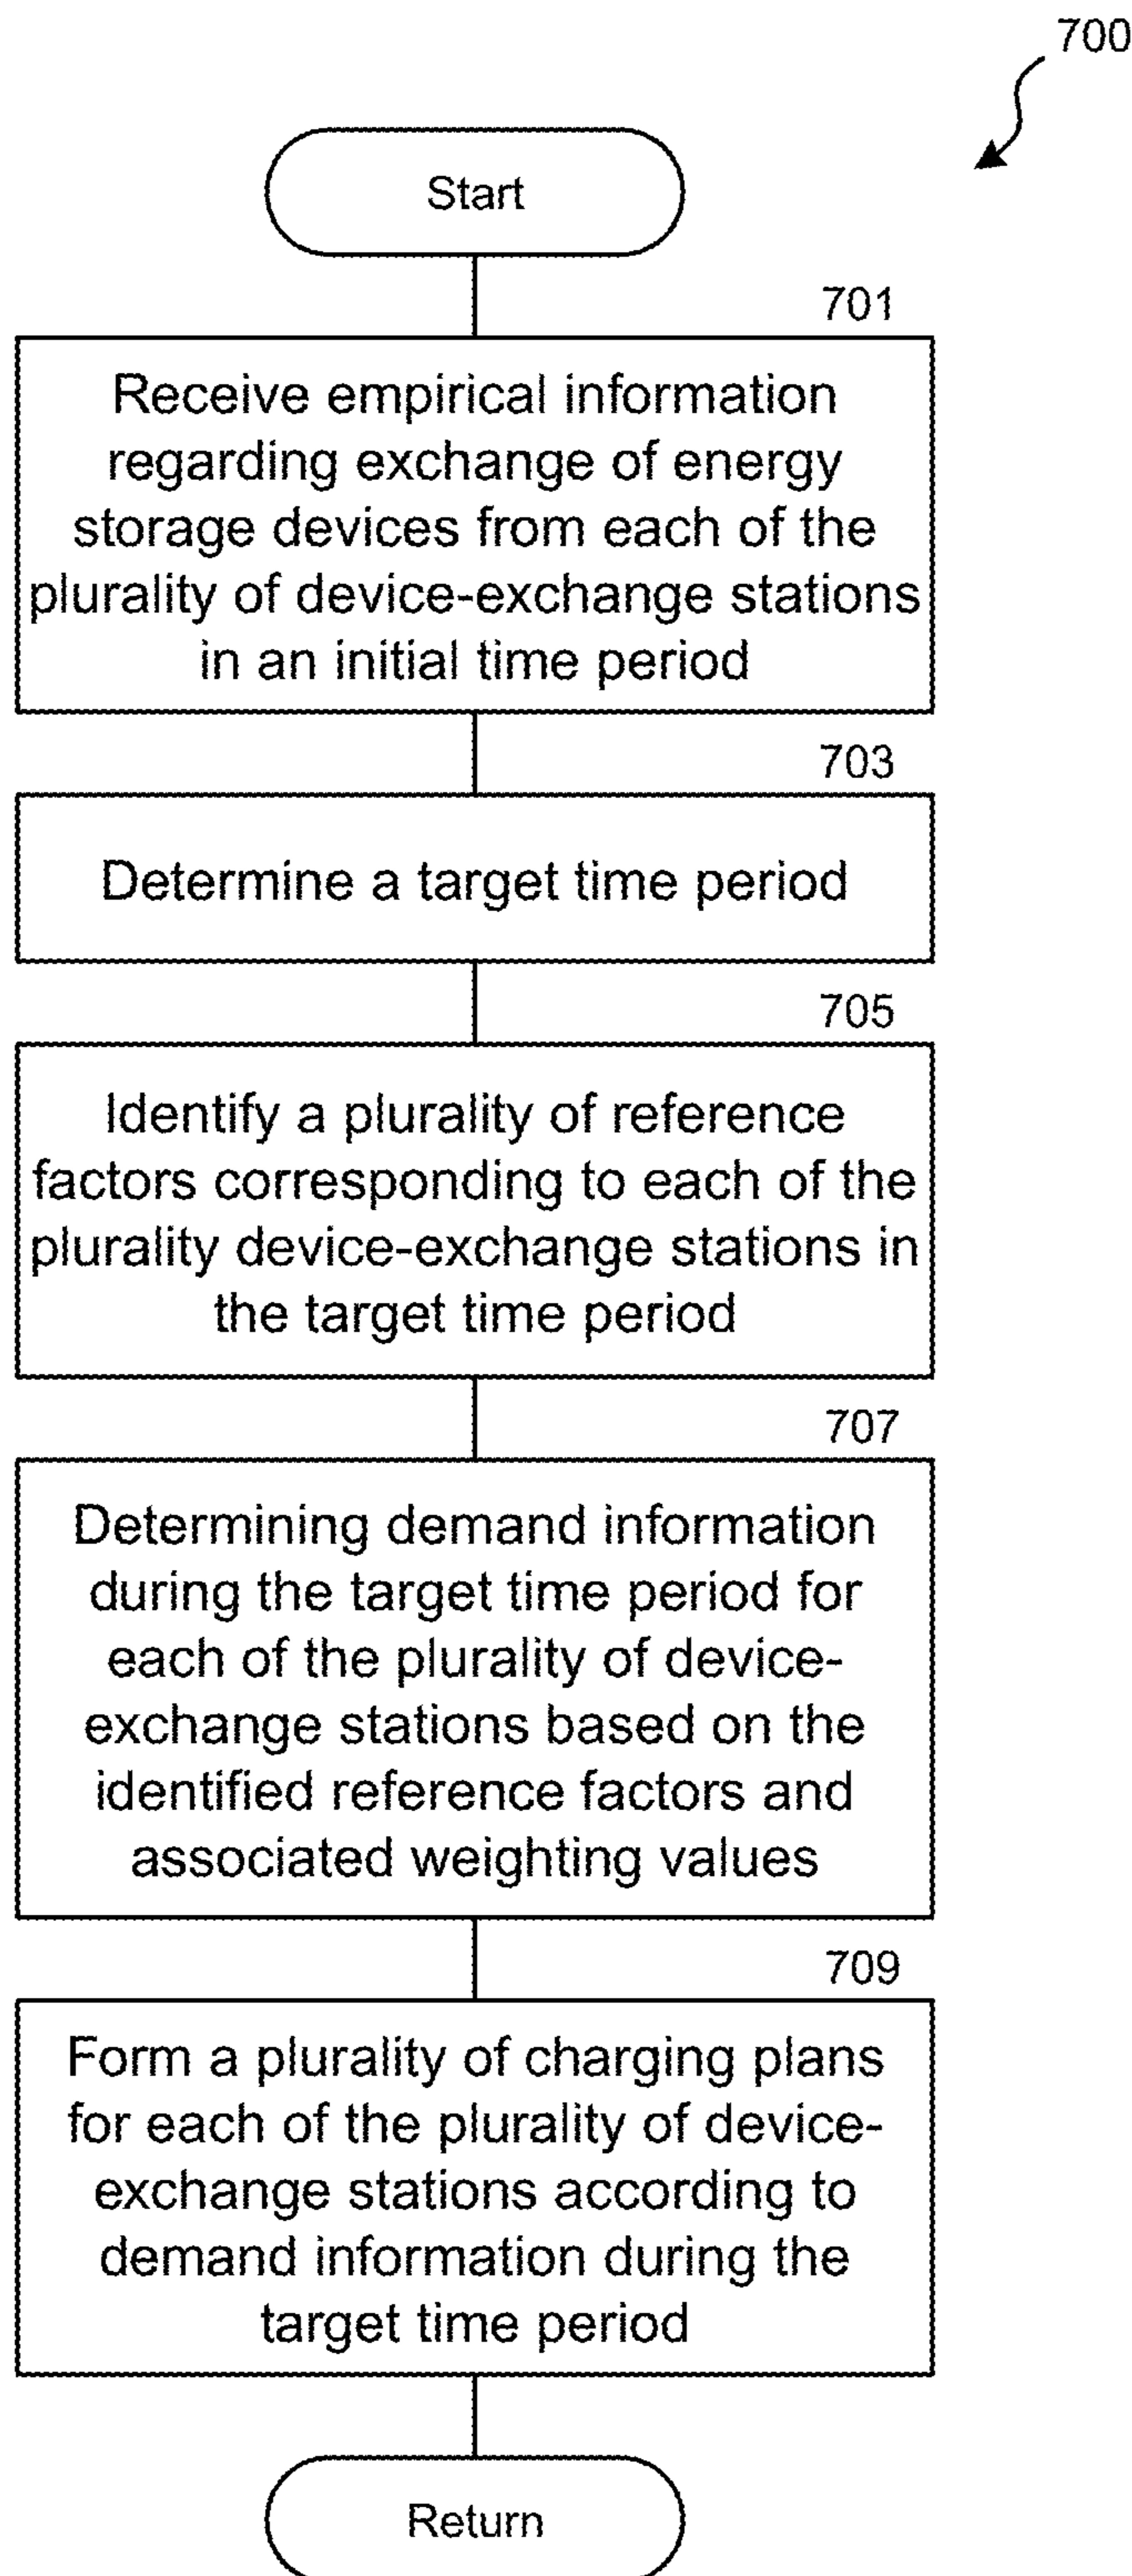 700
Start
701
Receive empirical information
regarding exchange of energy
storage devices from each of the
plurality of device-exchange stations
in an initial time period
703
Determine a target time period
705
Identify a plurality of reference
factors corresponding to each of the
plurality device-exchange stations in
the target time period
707
Determining demand information
during the target time period for
each of the plurality of device-
exchange stations based on the
identified reference factors and
associated weighting values
709
Form a plurality of charging plans
for each of the plurality of device-
exchange stations according to
demand information during the
target time period
Return